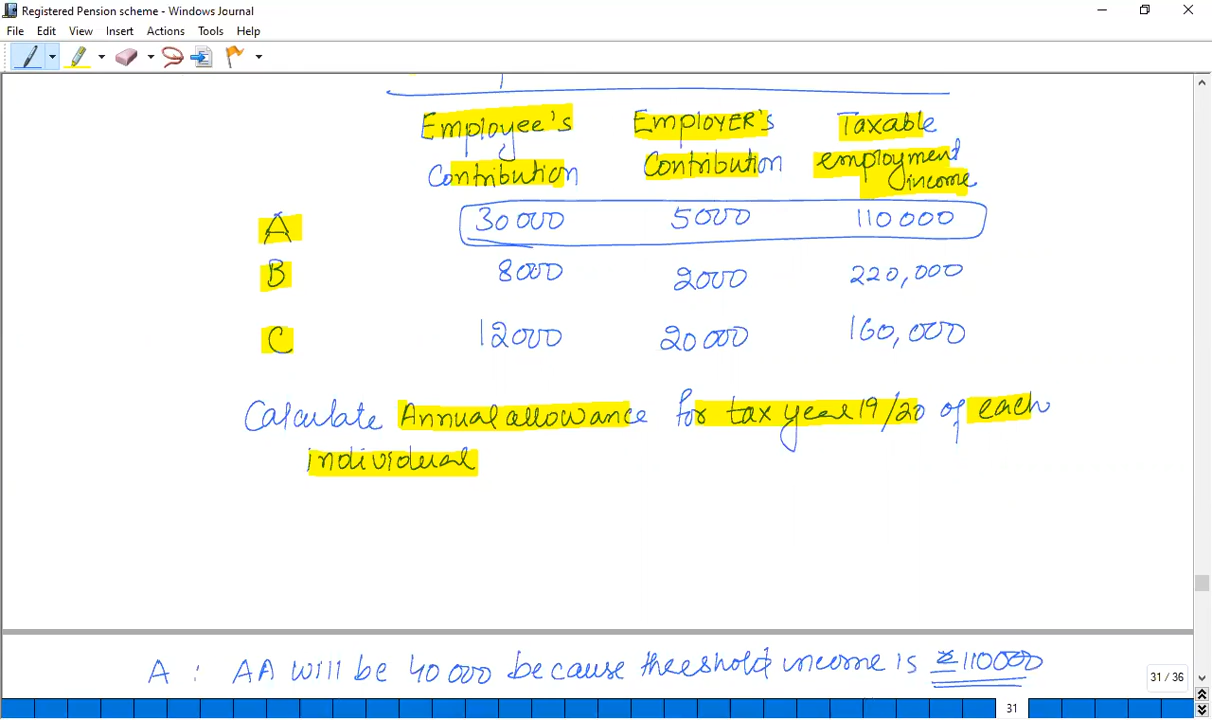 Registered Pension scheme - Windows Journal
File Edit View Insert Actions Tools Help
Employee's EMPLOYER's Taxable
Contribution Contribution employment
income
A 30000 5000 110000
B 8000 2000 220,000
C 12000 20000 160,000
Calculate Annual allowance for tax year 19/20 of each
individual
A : AA will be 40000 because threeshold income is 110000
31 / 36
31